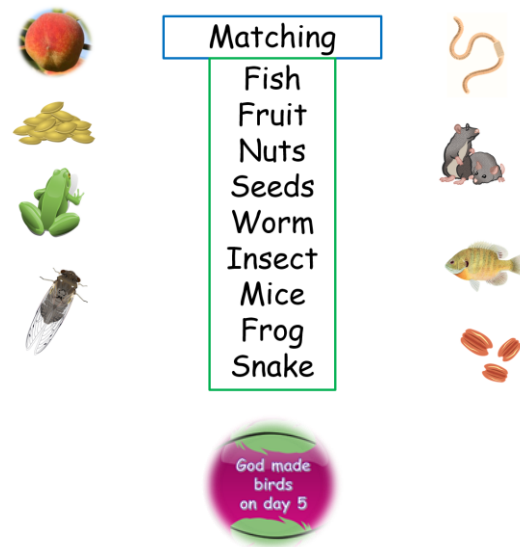 Matching
Fish
Fruit
Nuts
Seeds
Worm
Insect
Mice
Frog
Snake
God made
birds
on day 5